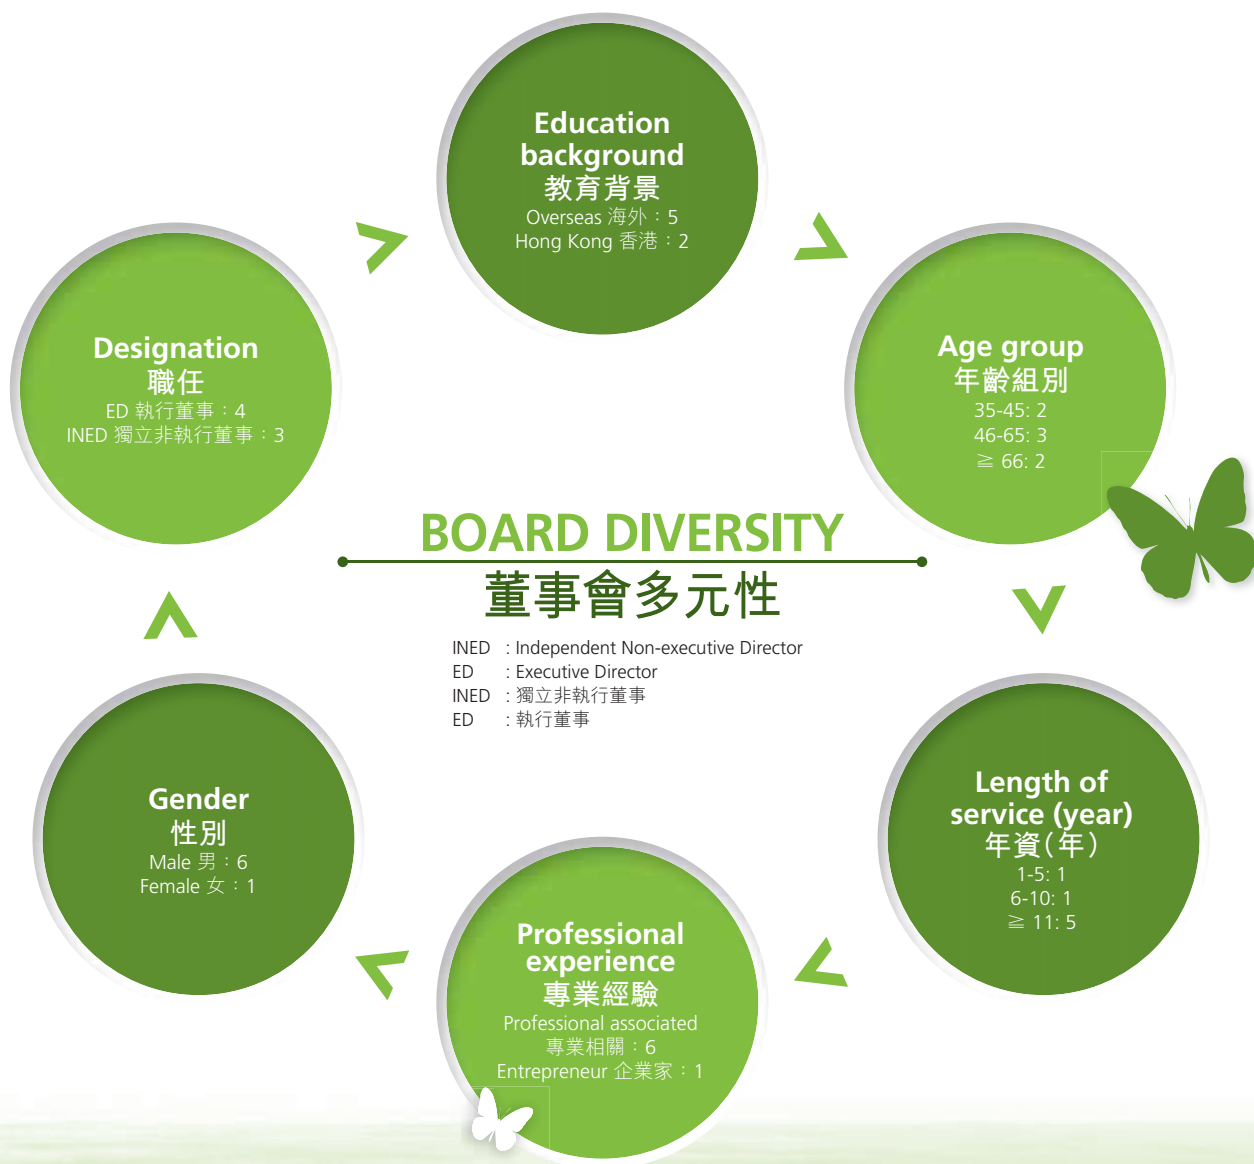 Education
background
教育背景
Overseas 海外：5
Hong Kong 香港：2
Designation
職任
ED 執行董事：4
INED 獨立非執行董事：3
Age group
年齡組別
35-45: 2
46-65: 3
≧ 66: 2
BOARD DIVERSITY
董事會多元性
INED : Independent Non-executive Director
ED : Executive Director
INED : 獨立非執行董事
ED : 執行董事
Gender
性別
Male 男：6
Female 女：1
Length of
service (year)
年資（年）
1-5: 1
6-10: 1
≧ 11: 5
Professional
experience
專業經驗
Professional associated
專業相關：6
Entrepreneur 企業家：1